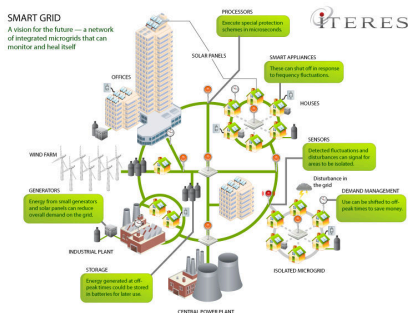 SMART GRID
A vision for the future — a network
of integrated microgrids that can
monitor and heal itself
ITERES
PROCESSORS
Execute special protection
schemes in microseconds.
SOLAR PANELS
OFFICES
SMART APPLIANCES
These can shut off in response
to frequency fluctuations.
HOUSES
SENSORS
Detected fluctuations and
disturbances can signal for
areas to be isolated.
WIND FARM
Disturbance in
the grid
GENERATORS
Energy from small generators
and solar panels can reduce
overall demand on the grid.
DEMAND MANAGEMENT
Use can be shifted to off-
peak times to save money.
INDUSTRIAL PLANT
STORAGE
Energy generated at off-
peak times could be stored
in batteries for later use.
ISOLATED MICROGRID
CENTRAL POWER PLANT